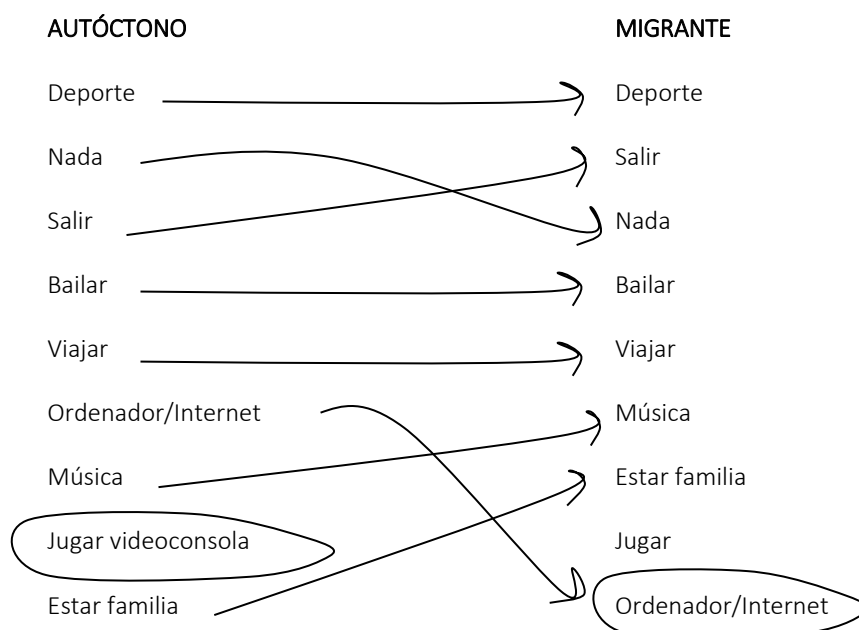 AUTÓCTONO MIGRANTE
Deporte Deporte
Nada Salir
Salir Nada
Bailar Bailar
Viajar Viajar
Ordenador/Internet Música
Música Estar familia
Jugar videoconsola Jugar
Estar familia Ordenador/Internet